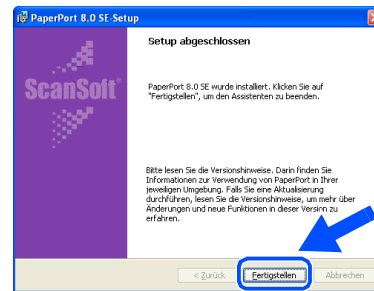 PaperPort 8.0 SE-Setup
Setup abgeschlossen
ScanSoft®
PaperPort 8.0 SE wurde installiert. Klicken Sie auf
"Fertigstellen", um den Assistenten zu beenden.
Bitte lesen Sie die Versionshinweise. Darin finden Sie
Informationen zur Verwendung von PaperPort in Ihrer
jeweiligen Umgebung. Falls Sie eine Aktualisierung
durchführen, lesen Sie die Versionshinweise, um mehr über
Änderungen und neue Funktionen in dieser Version zu
erfahren.
< Zurück Fertigstellen Abbrechen